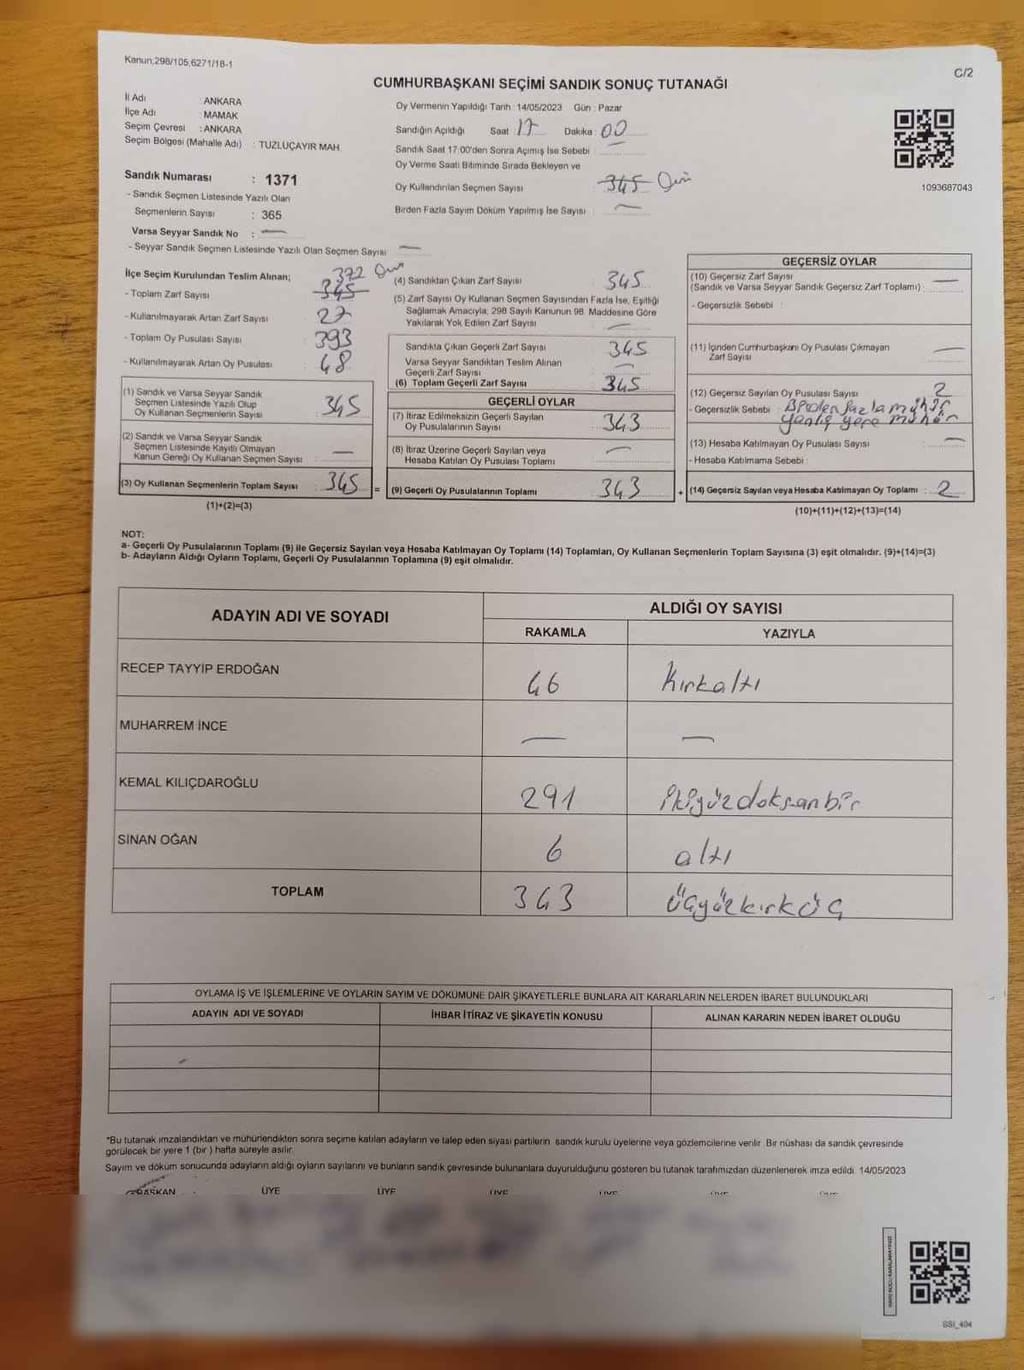 Kanun,298/105,6271/18-1
C/2
CUMHURBAŞKANI SEÇİMİ SANDIK SONUÇ TUTANAĞI
İl Adı : ANKARA
İlçe Adı : MAMAK
Seçim Çevresi : ANKARA
Seçim Bölgesi (Mahalle Adı) : TUZLUÇAYIR MAH.
Sandık Numarası : 1371
- Sandık Seçmen Listesinde Yazılı Olan
Seçmenlerin Sayısı : 365
Varsa Seyyar Sandık No : —
- Seyyar Sandık Seçmen Listesinde Yazılı Olan Seçmen Sayısı —
Oy Vermenin Yapıldığı Tarih : 14/05/2023 Gün : Pazar
Sandığın Açıldığı Saat : 17 Dakika : 00
Sandık Saat 17:00'den Sonra Açımış İse Sebebi : —
Oy Verme Saati Bitiminde Sırada Bekleyen ve
Oy Kullandırılan Seçmen Sayısı 345
Birden Fazla Sayım Döküm Yapılmış İse Sayısı : —
1093687043
İlçe Seçim Kurulundan Teslim Alınan; 372
- Toplam Zarf Sayısı 345
- Kullanılmayarak Artan Zarf Sayısı 27
- Toplam Oy Pusulası Sayısı 393
- Kullanılmayarak Artan Oy Pusulası 48
(1) Sandık ve Varsa Seyyar Sandık
Seçmen Listesinde Yazılı Olup
Oy Kullanan Seçmenlerin Sayısı 345
(2) Sandık ve Varsa Seyyar Sandık
Seçmen Listesinde Kayıtlı Olmayan
Kanun Gereği Oy Kullanan Seçmen Sayısı : —
(3) Oy Kullanan Seçmenlerin Toplam Sayısı 345 =
(1)+(2)=(3)
(4) Sandıktan Çıkan Zarf Sayısı 345
(5) Zarf Sayısı Oy Kullanan Seçmen Sayısından Fazla İse, Eşitliği
Sağlamak Amacıyla; 298 Sayılı Kanunun 98. Maddesine Göre
Yakılarak Yok Edilen Zarf Sayısı —
Sandıkta Çıkan Geçerli Zarf Sayısı 345
Varsa Seyyar Sandıktan Teslim Alınan
Geçerli Zarf Sayısı —
(6) Toplam Geçerli Zarf Sayısı 345
GEÇERLİ OYLAR
(7) İtiraz Edilmeksizin Geçerli Sayılan
Oy Pusulalarının Sayısı 343
(8) İtiraz Üzerine Geçerli Sayılan veya
Hesaba Katılan Oy Pusulası Toplamı —
(9) Geçerli Oy Pusulalarının Toplamı 343 +
GEÇERSİZ OYLAR
(10) Geçersiz Zarf Sayısı
(Sandık ve Varsa Seyyar Sandık Geçersiz Zarf Toplamı) : —
- Geçersizlik Sebebi :
(11) İçinden Cumhurbaşkanı Oy Pusulası Çıkmayan
Zarf Sayısı —
(12) Geçersiz Sayılan Oy Pusulası Sayısı : 2
- Geçersizlik Sebebi : Birden fazla mühür
yanlış yere mühür
(13) Hesaba Katılmayan Oy Pusulası Sayısı : —
- Hesaba Katılmama Sebebi :
(14) Geçersiz Sayılan veya Hesaba Katılmayan Oy Toplamı : 2
(10)+(11)+(12)+(13)=(14)
NOT:
a- Geçerli Oy Pusulalarının Toplamı (9) ile Geçersiz Sayılan veya Hesaba Katılmayan Oy Toplamı (14) Toplamları, Oy Kullanan Seçmenlerin Toplam Sayısına (3) eşit olmalıdır. (9)+(14)=(3)
b- Adayların Aldığı Oyların Toplamı, Geçerli Oy Pusulalarının Toplamına (9) eşit olmalıdır.
ADAYIN ADI VE SOYADI ALDIĞI OY SAYISI
RAKAMLA YAZIYLA
RECEP TAYYİP ERDOĞAN 46 Kırkaltı
MUHARREM İNCE — —
KEMAL KILIÇDAROĞLU 291 ikiyüzdoksanbir
SİNAN OĞAN 6 altı
TOPLAM 343 üçyüzkırküç
OYLAMA İŞ VE İŞLEMLERİNE VE OYLARIN SAYIM VE DÖKÜMÜNE DAİR ŞİKAYETLERLE BUNLARA AİT KARARLARIN NELERDEN İBARET BULUNDUKLARI
ADAYIN ADI VE SOYADI İHBAR İTİRAZ VE ŞİKAYETİN KONUSU ALINAN KARARIN NEDEN İBARET OLDUĞU
*Bu tutanak imzalandıktan ve mühürlendikten sonra seçime katılan adayların ve talep eden siyasi partilerin sandık kurulu üyelerine veya gözlemcilerine verilir. Bir nüshası da sandık çevresinde
görülecek bir yere 1 (bir) hafta süreyle asılır.
Sayım ve döküm sonucunda adayların aldığı oyların sayılarını ve bunların sandık çevresinde bulunanlara duyurulduğunu gösteren bu tutanak tarafımızdan düzenlenerek imza edildi. 14/05/2023
BAŞKAN ÜYE ÜYE ÜYE ÜYE
SSI_494